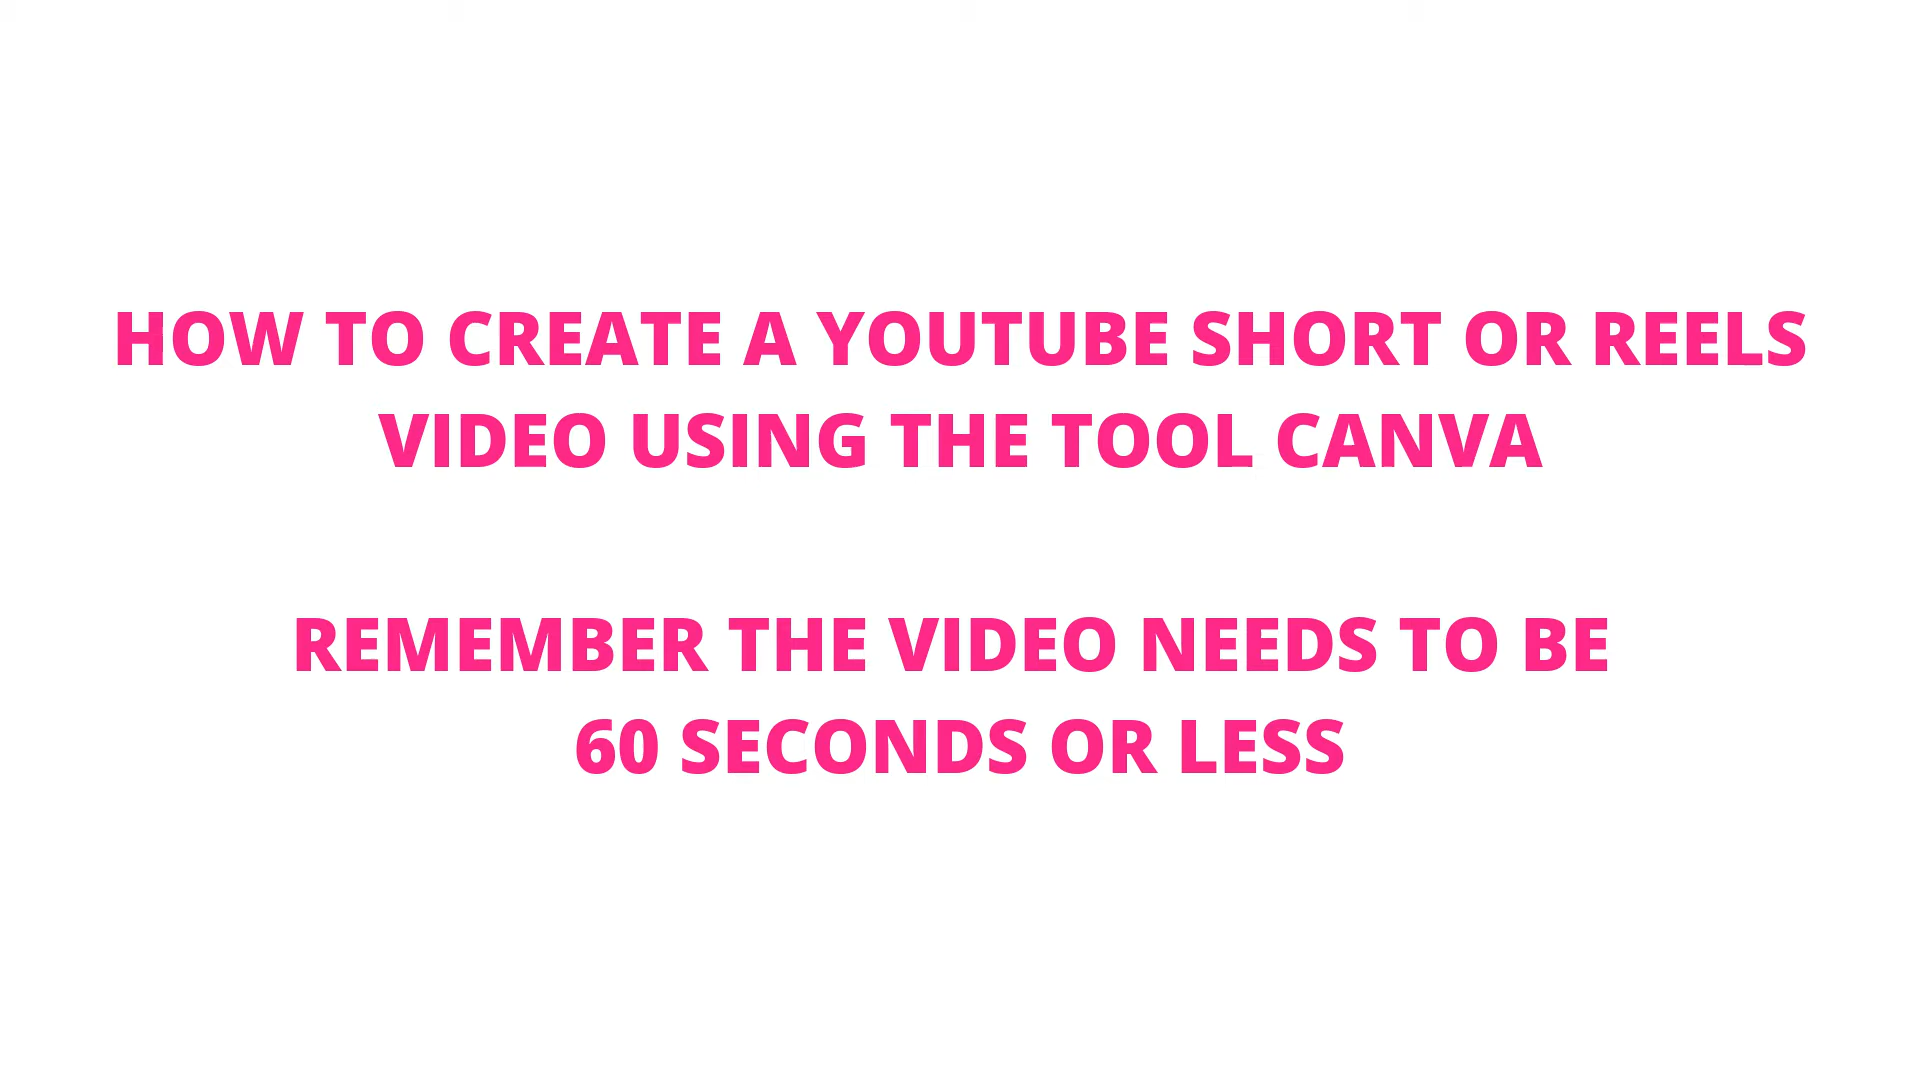 HOW TO CREATE A YOUTUBE SHORT OR REELS
VIDEO USING THE TOOL CANVA
REMEMBER THE VIDEO NEEDS TO BE
60 SECONDS OR LESS